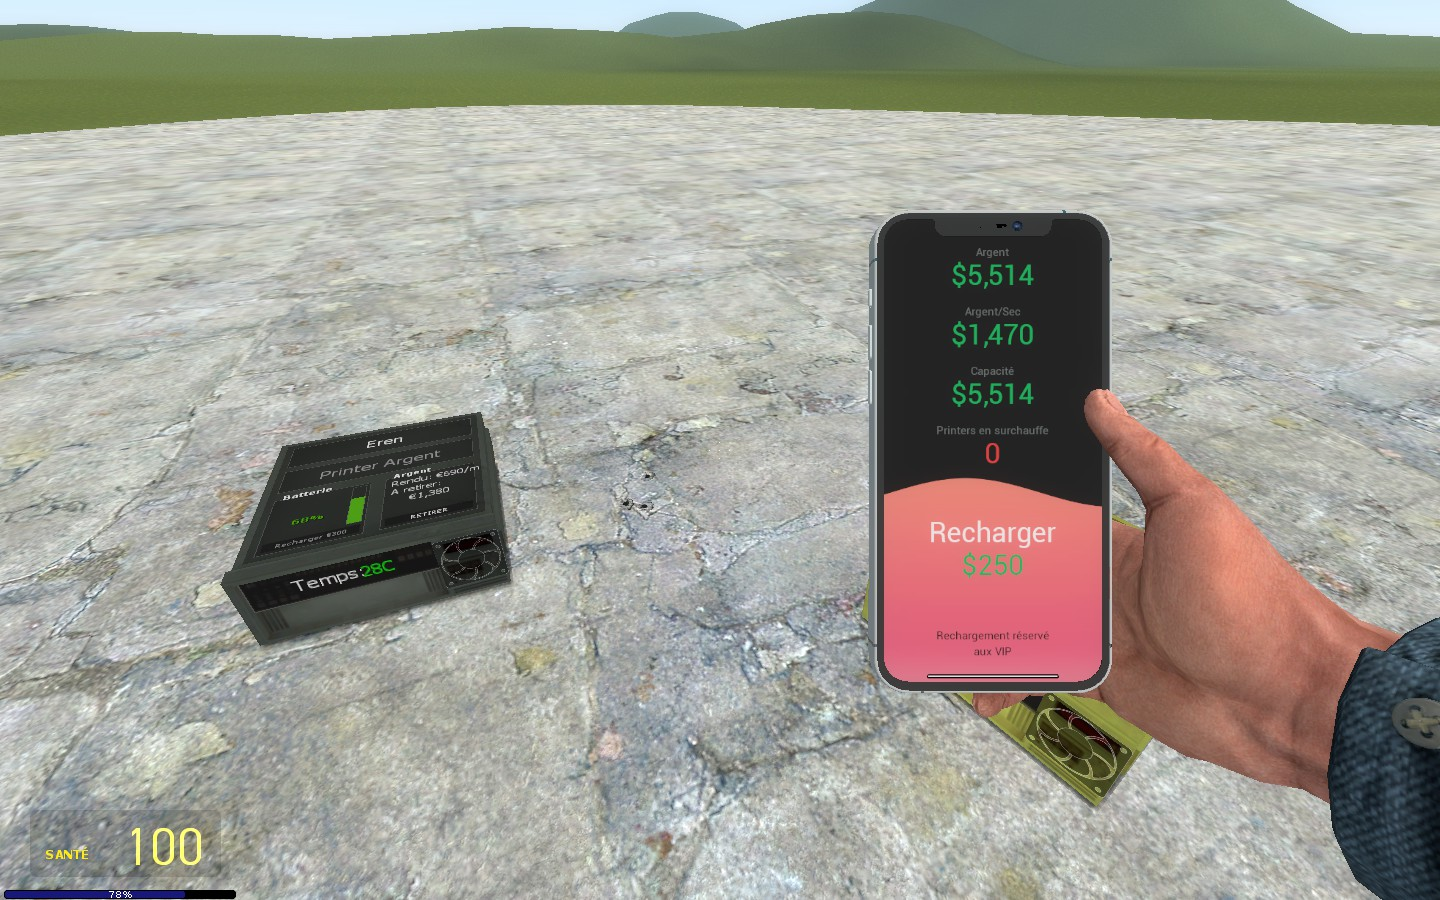 Eren
Printer Argent
Batterie
68%
Recharger €300
Argent
Rendu: €690/m
A retirer:
€1,380
RETIRER
Temps 28C
Argent
$5,514
Argent/Sec
$1,470
Capacité
$5,514
Printers en surchauffe
0
Recharger
$250
Rechargement réservé
aux VIP
SANTÉ 100
78%